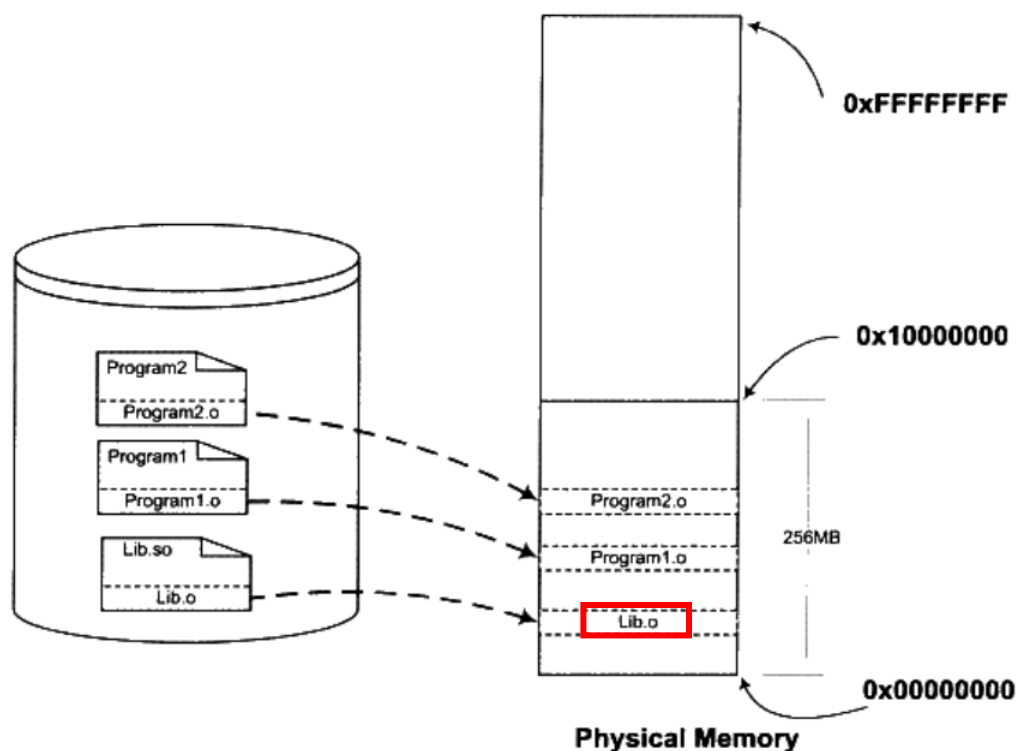 0xFFFFFFFF
0x10000000
Program2
Program2.o
Program1
Program1.o
Lib.so
Lib.o
Program2.o
Program1.o
Lib.o
256MB
0x00000000
Physical Memory